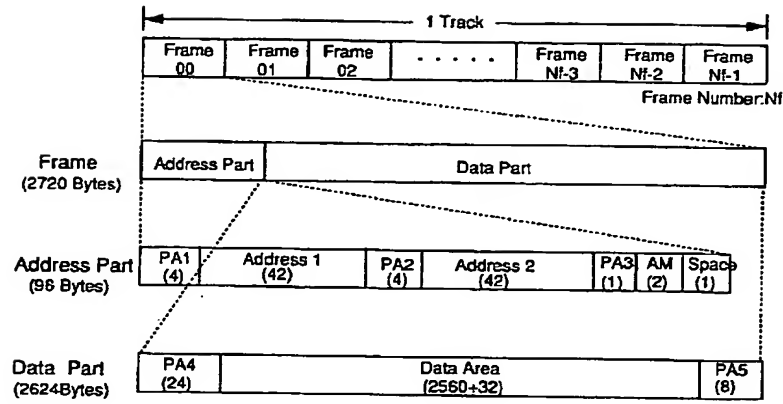 1 Track
Frame 00
Frame 01
Frame 02
. . . . .
Frame Nf-3
Frame Nf-2
Frame Nf-1
Frame Number:Nf
Frame
(2720 Bytes)
Address Part
Data Part
Address Part
(96 Bytes)
PA1
(4)
Address 1
(42)
PA2
(4)
Address 2
(42)
PA3
(1)
AM
(2)
Space
(1)
Data Part
(2624Bytes)
PA4
(24)
Data Area
(2560+32)
PA5
(8)